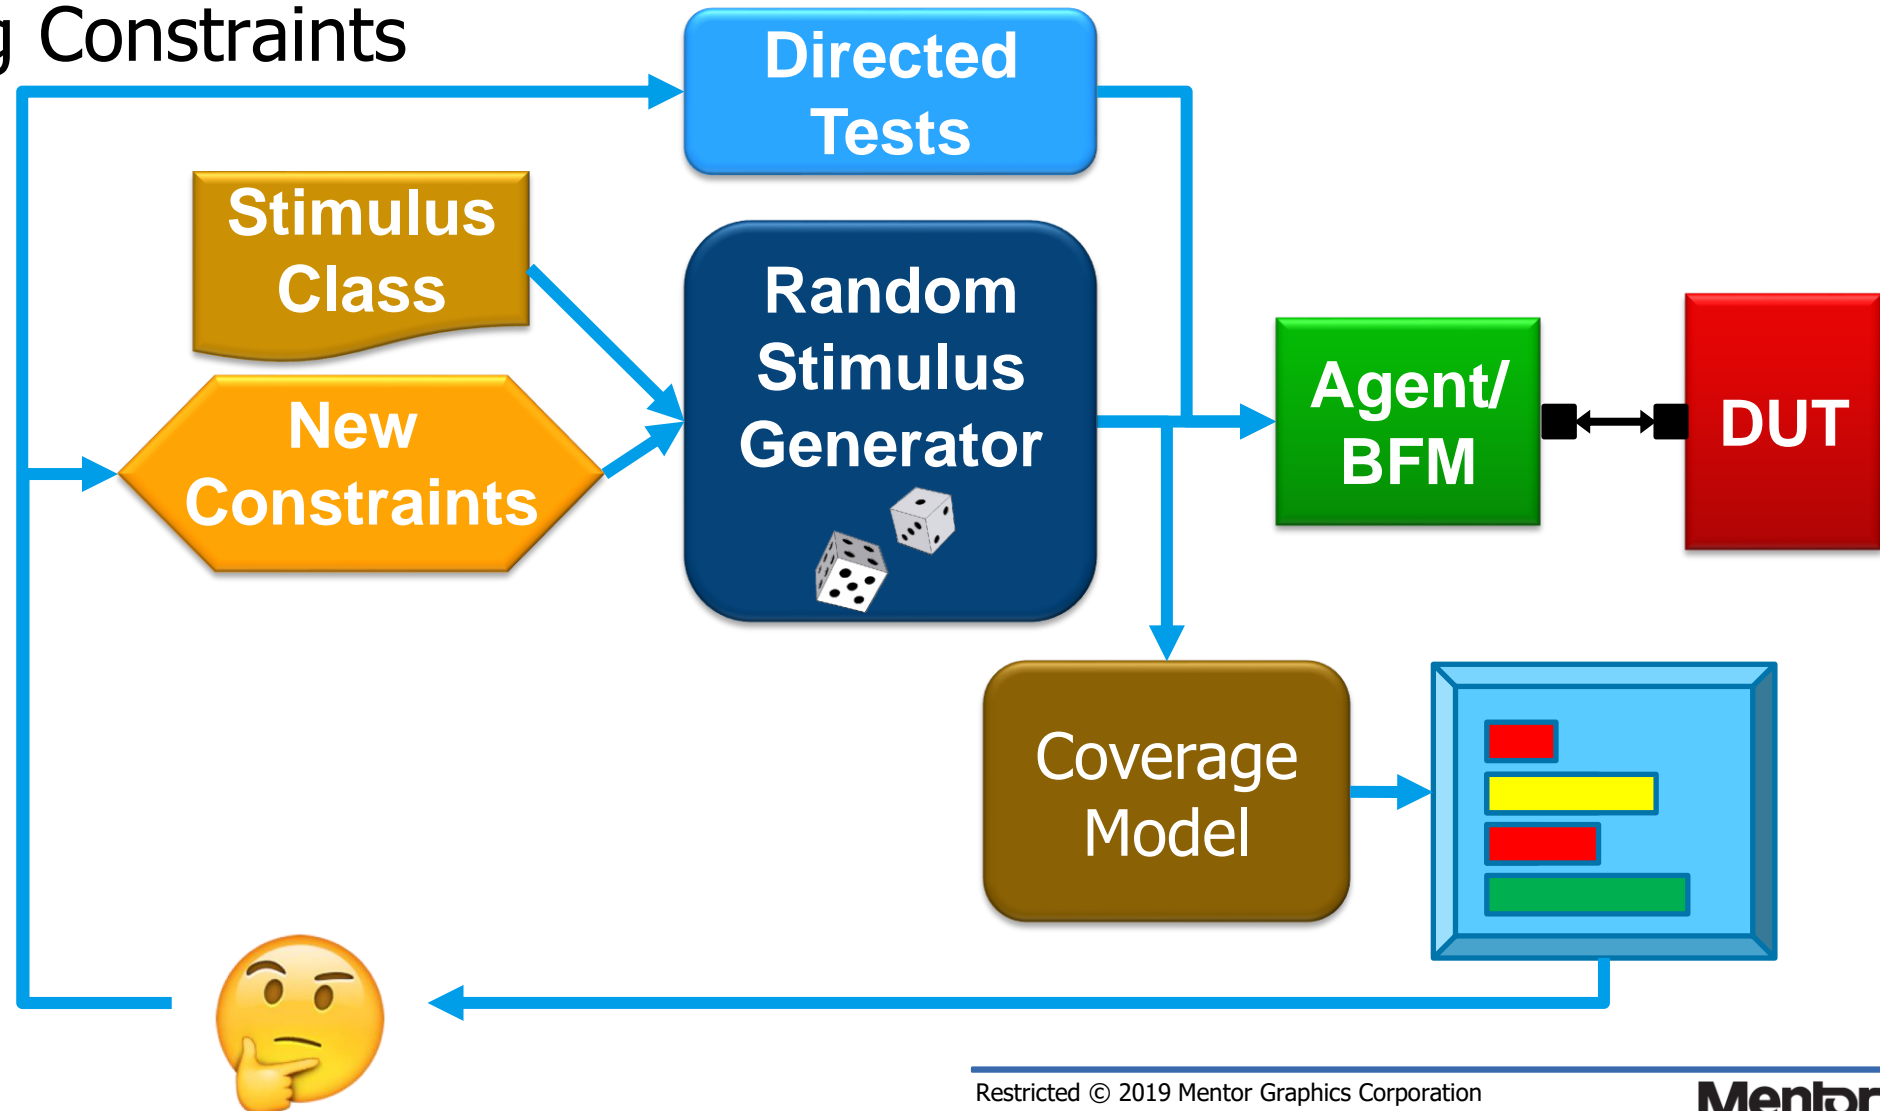 g Constraints
Directed
Tests
Stimulus
Class
New
Constraints
Random
Stimulus
Generator
Agent/
BFM
DUT
Coverage
Model
Restricted © 2019 Mentor Graphics Corporation
Mentor